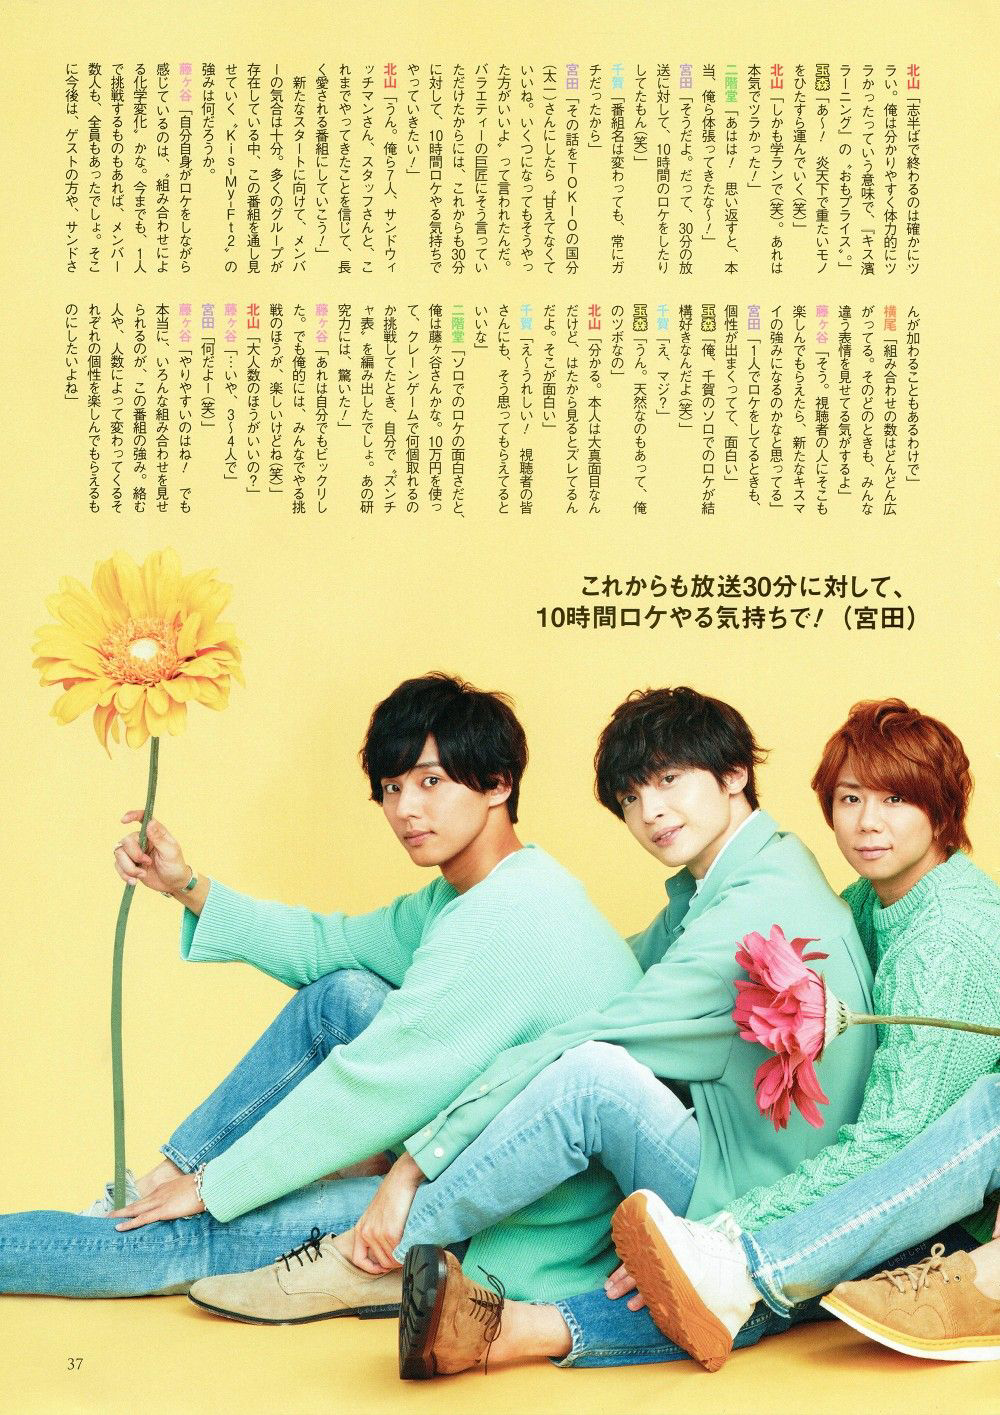 北山「志半ばで終わるのは確かにツ
ラい。俺は分かりやすく体力的にツ
ラかったっていう意味で、『キス濱
ラーニング』の〝おもプライス〟。」
玉森「あ〜！　炎天下で重たいモノ
をひたすら運んでいく（笑）」
北山「しかも学ランで（笑）。あれは
本気でツラかった！」
二階堂「あはは！　思い返すと、本
当、俺ら体張ってきたな〜！」
宮田「そうだよ。だって、30分の放
送に対して、10時間のロケをしたり
してたもん（笑）」
千賀「番組名は変わっても、常にガ
チだったから」
宮田「その話をTOKIOの国分
（太一）さんにしたら〝甘えてなくて
いいね。いくつになってもそうやっ
た方がいいよ〟って言われたんだ。
バラエティーの巨匠にそう言ってい
ただけたからには、これからも30分
に対して、10時間ロケやる気持ちで
やっていきたい！」
北山「うん。俺ら7人、サンドウィ
ッチマンさん、スタッフさんと、こ
れまでやってきたことを信じて、長
く愛される番組にしていこう！」
　新たなスタートに向けて、メンバ
ーの気合は十分。多くのグループが
存在している中、この番組を通し見
せていく〝Kis-My-Ft2〟の
強みは何だろうか。
藤ヶ谷「自分自身がロケをしながら
感じているのは、〝組み合わせによ
る化学変化〟かな。今までも、1人
で挑戦するものもあれば、メンバー
数人も、全員もあったでしょ。そこ
に今後は、ゲストの方や、サンドさ
んが加わることもあるわけで」
横尾「組み合わせの数はどんどん広
がってる。そのどのときも、みんな
違う表情を見せてる気がするよ」
藤ヶ谷「そう。視聴者の人にそこも
楽しんでもらえたら、新たなキスマ
イの強みになるのかなと思ってる」
宮田「1人でロケをしてるときも、
個性が出まくってて、面白い」
玉森「俺、千賀のソロでのロケが結
構好きなんだよ（笑）」
千賀「え、マジ？」
玉森「うん。天然なのもあって、俺
のツボなの」
北山「分かる。本人は大真面目なん
だけど、はたから見るとズレてるん
だよ。そこが面白い」
千賀「え〜うれしい！　視聴者の皆
さんにも、そう思ってもらえてると
いいな」
二階堂「ソロでのロケの面白さだと、
俺は藤ヶ谷さんかな。10万円を使っ
て、クレーンゲームで何個取れるの
か挑戦してたとき、自分で〝ズンチ
ャ表〟を編み出したでしょ。あの研
究力には、驚いた！」
藤ヶ谷「あれは自分でもビックリし
た。でも俺的には、みんなでやる挑
戦のほうが、楽しいけどね（笑）」
北山「大人数のほうがいいの？」
藤ヶ谷「…いや、3〜4人で」
宮田「何だよー！（笑）」
藤ヶ谷「やりやすいのはね！　でも
本当に、いろんな組み合わせを見せ
られるのが、この番組の強み。絡む
人や、人数によって変わってくるそ
れぞれの個性を楽しんでもらえるも
のにしたいよね」
これからも放送30分に対して、
10時間ロケやる気持ちで！（宮田）
37